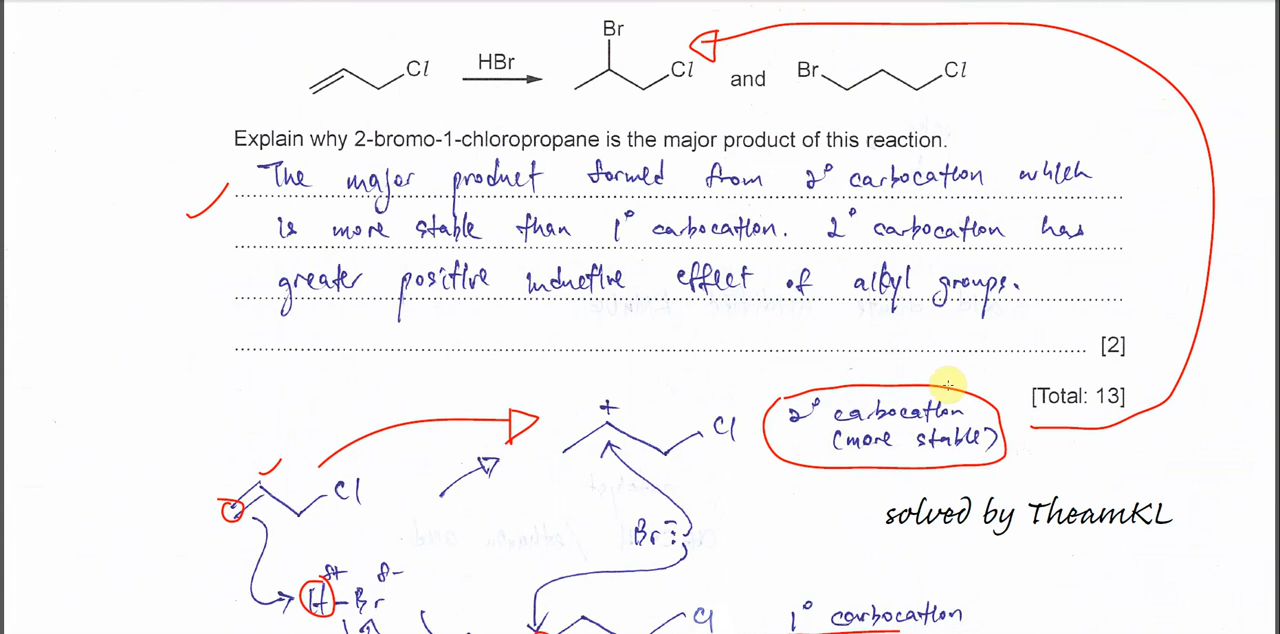 Br
Cl
HBr
Cl
and
Br
Cl
Explain why 2-bromo-1-chloropropane is the major product of this reaction.
The major product formed from 2° carbocation which
is more stable than 1° carbocation. 2° carbocation has
greater positive inductive effect of alkyl groups.
[2]
[Total: 13]
+
Cl
2° carbocation
(more stable)
Cl
solved by TheamKL
Br
δ+ δ-
H-Br
Cl
1° carbocation